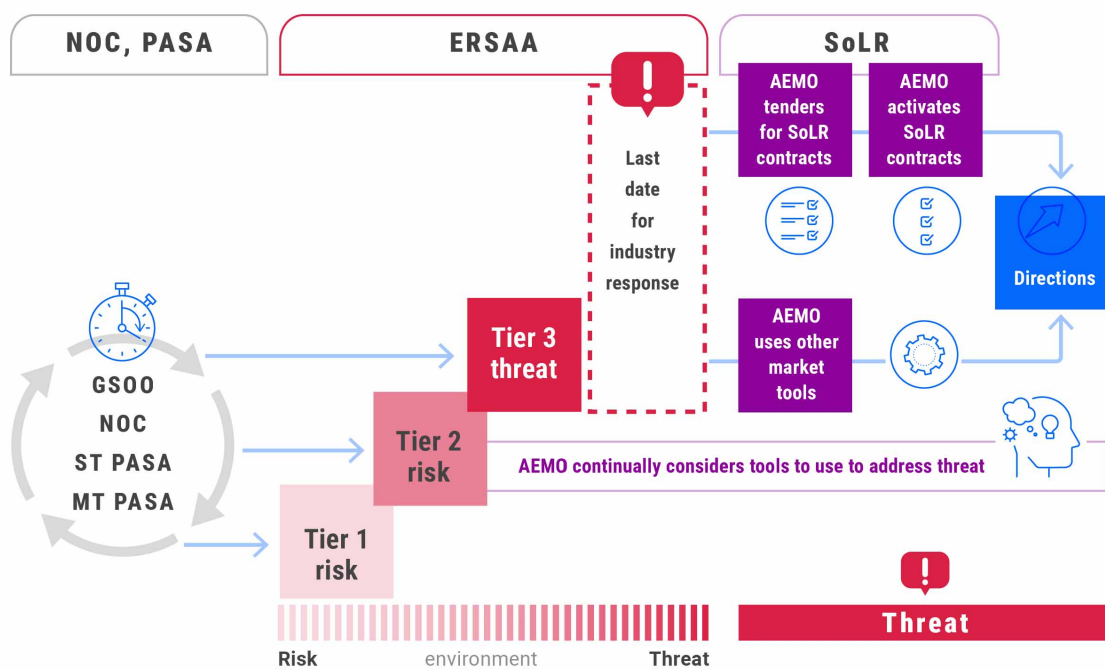 NOC, PASA
ERSAA
SoLR
!
AEMO
tenders
for SoLR
contracts
AEMO
activates
SoLR
contracts
Last
date
for
industry
response
Directions
Tier 3
threat
AEMO
uses other
market
tools
GSOO
NOC
ST PASA
MT PASA
Tier 2
risk
AEMO continually considers tools to use to address threat
Tier 1
risk
!
Threat
Risk
environment
Threat